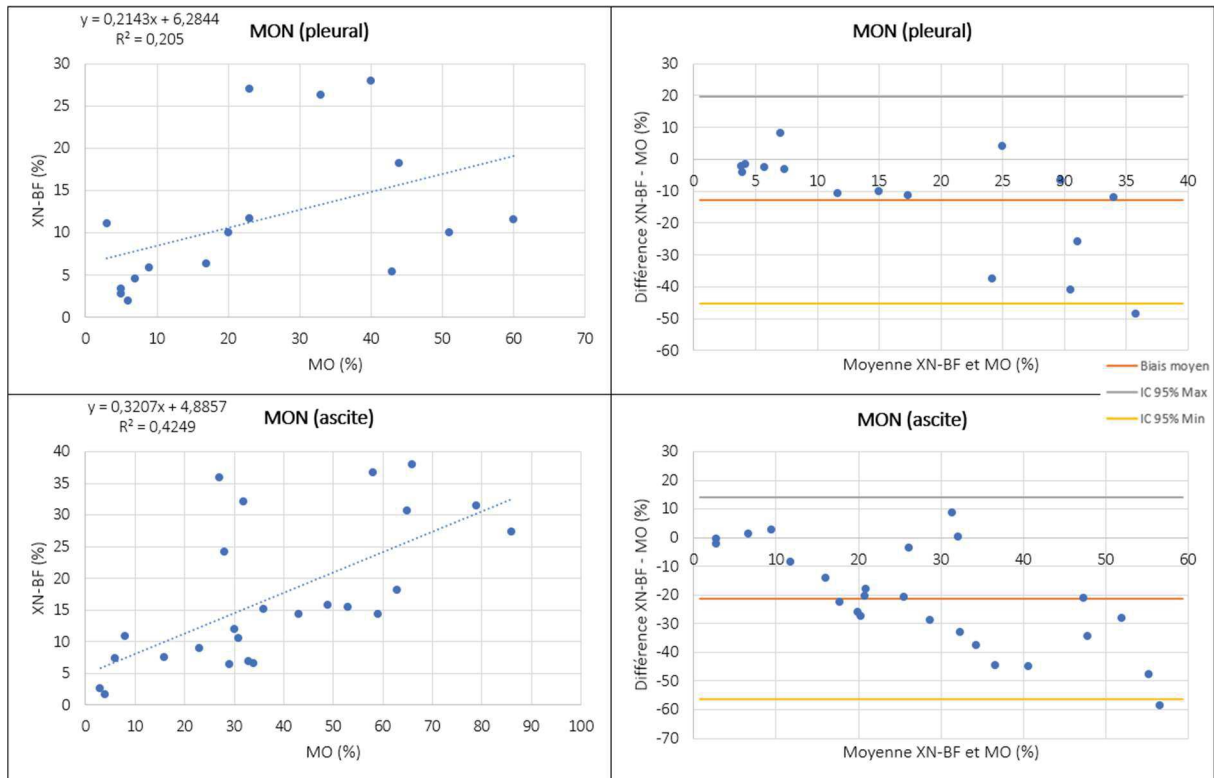 y = 0,2143x + 6,2844
R² = 0,205
MON (pleural)
30
25
20
15
10
5
0
XN-BF (%)
0 10 20 30 40 50 60 70
MO (%)
MON (pleural)
30
20
10
0
-10
-20
-30
-40
-50
-60
Différence XN-BF - MO (%)
0 5 10 15 20 25 30 35 40
Moyenne XN-BF et MO (%)
Biais moyen
IC 95% Max
IC 95% Min
y = 0,3207x + 4,8857
R² = 0,4249
MON (ascite)
40
35
30
25
20
15
10
5
0
XN-BF (%)
0 10 20 30 40 50 60 70 80 90 100
MO (%)
MON (ascite)
30
20
10
0
-10
-20
-30
-40
-50
-60
-70
Différence XN-BF - MO (%)
0 10 20 30 40 50 60
Moyenne XN-BF et MO (%)